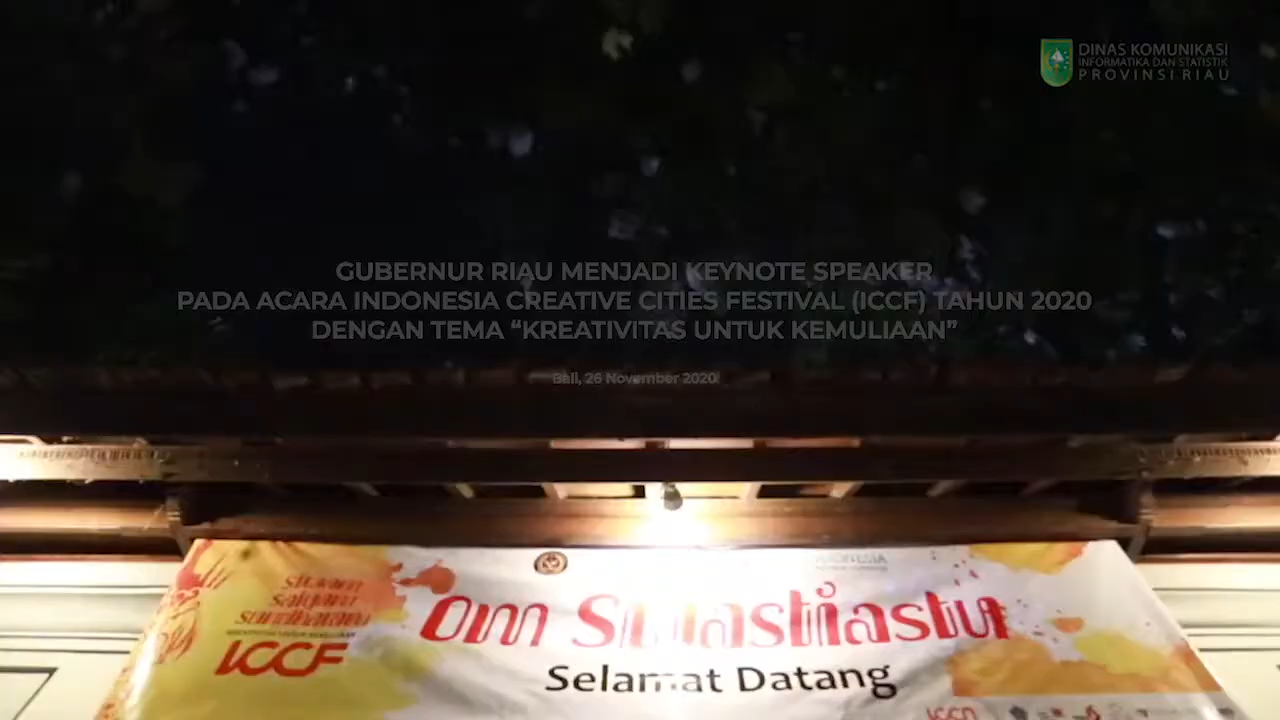 DINAS KOMUNIKASI
INFORMATIKA DAN STATISTIK
PROVINSI RIAU
GUBERNUR RIAU MENJADI KEYNOTE SPEAKER
PADA ACARA INDONESIA CREATIVE CITIES FESTIVAL (ICCF) TAHUN 2020
DENGAN TEMA “KREATIVITAS UNTUK KEMULIAAN”
Bali, 26 November 2020
ICCF
Om Swastiastu
Selamat Datang